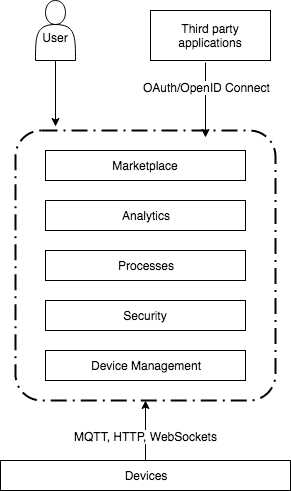 User
Third party
applications
OAuth/OpenID Connect
Marketplace
Analytics
Processes
Security
Device Management
MQTT, HTTP, WebSockets
Devices